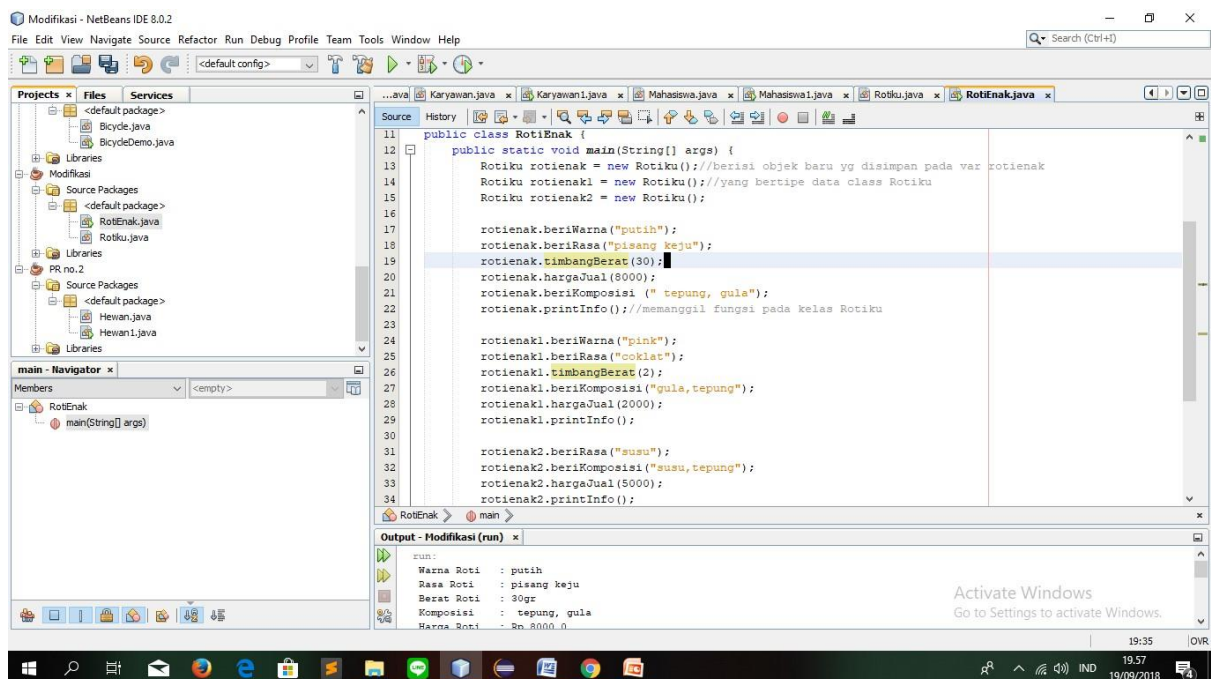 Modifikasi - NetBeans IDE 8.0.2
File Edit View Navigate Source Refactor Run Debug Profile Team Tools Window Help
Search (Ctrl+I)
<default config>
Projects Files Services
<default package>
Bicycle.java
BicycleDemo.java
Libraries
Modifikasi
Source Packages
<default package>
RotiEnak.java
Rotiku.java
Libraries
PR no.2
Source Packages
<default package>
Hewan.java
Hewan1.java
Libraries
main - Navigator
Members <empty>
RotiEnak
main(String[] args)
...ava Karyawan.java Karyawan1.java Mahasiswa.java Mahasiswa1.java Rotiku.java RotiEnak.java
Source History
11 public class RotiEnak {
12 public static void main(String[] args) {
13 Rotiku rotienak = new Rotiku();//berisi objek baru yg disimpan pada var rotienak
14 Rotiku rotienak1 = new Rotiku();//yang bertipe data class Rotiku
15 Rotiku rotienak2 = new Rotiku();
16
17 rotienak.beriWarna("putih");
18 rotienak.beriRasa("pisang keju");
19 rotienak.timbangBerat(30);
20 rotienak.hargaJual(8000);
21 rotienak.beriKomposisi (" tepung, gula");
22 rotienak.printInfo();//memanggil fungsi pada kelas Rotiku
23
24 rotienak1.beriWarna("pink");
25 rotienak1.beriRasa("coklat");
26 rotienak1.timbangBerat(2);
27 rotienak1.beriKomposisi("gula,tepung");
28 rotienak1.hargaJual(2000);
29 rotienak1.printInfo();
30
31 rotienak2.beriRasa("susu");
32 rotienak2.beriKomposisi("susu,tepung");
33 rotienak2.hargaJual(5000);
34 rotienak2.printInfo();
RotiEnak main
Output - Modifikasi (run)
run:
Warna Roti : putih
Rasa Roti : pisang keju
Berat Roti : 30gr
Komposisi : tepung, gula
Harga Roti : Rp 8000.0
Activate Windows
Go to Settings to activate Windows.
19:35 OVR
IND
19.57
19/09/2018